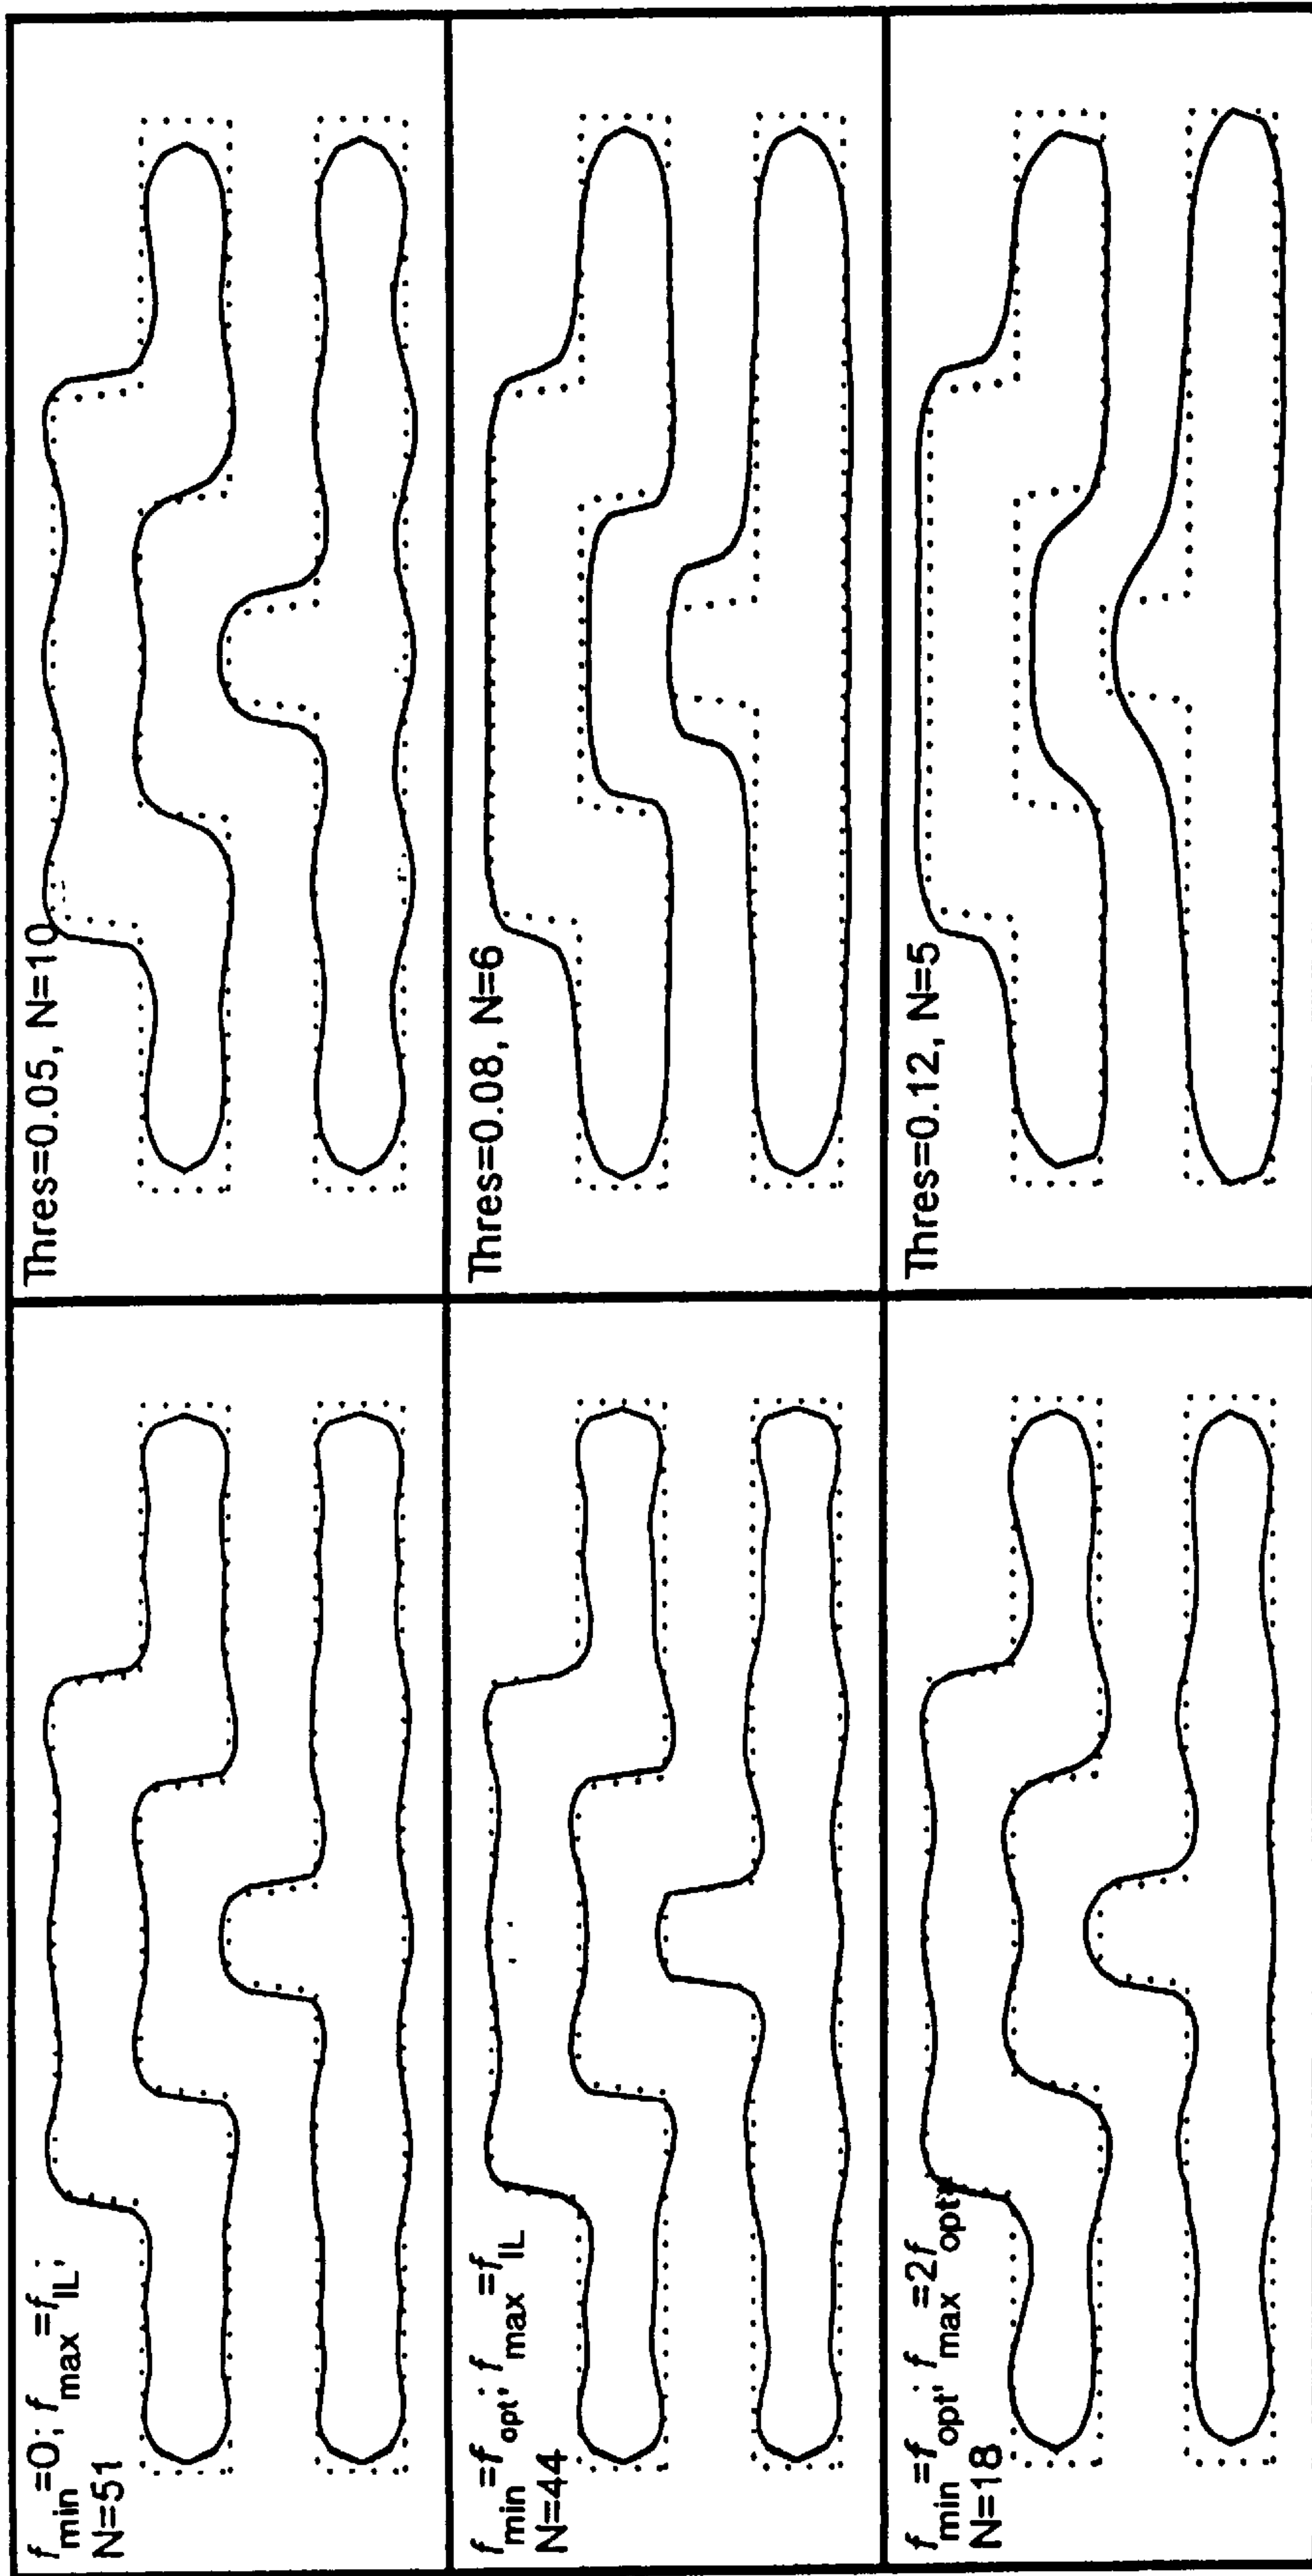 f_min=0; f_max=f_IL;
N=51
f_min=f_opt; f_max=f_IL
N=44
f_min=f_opt; f_max=2f_opt
N=18
Thres=0.05, N=10
Thres=0.08, N=6
Thres=0.12, N=5